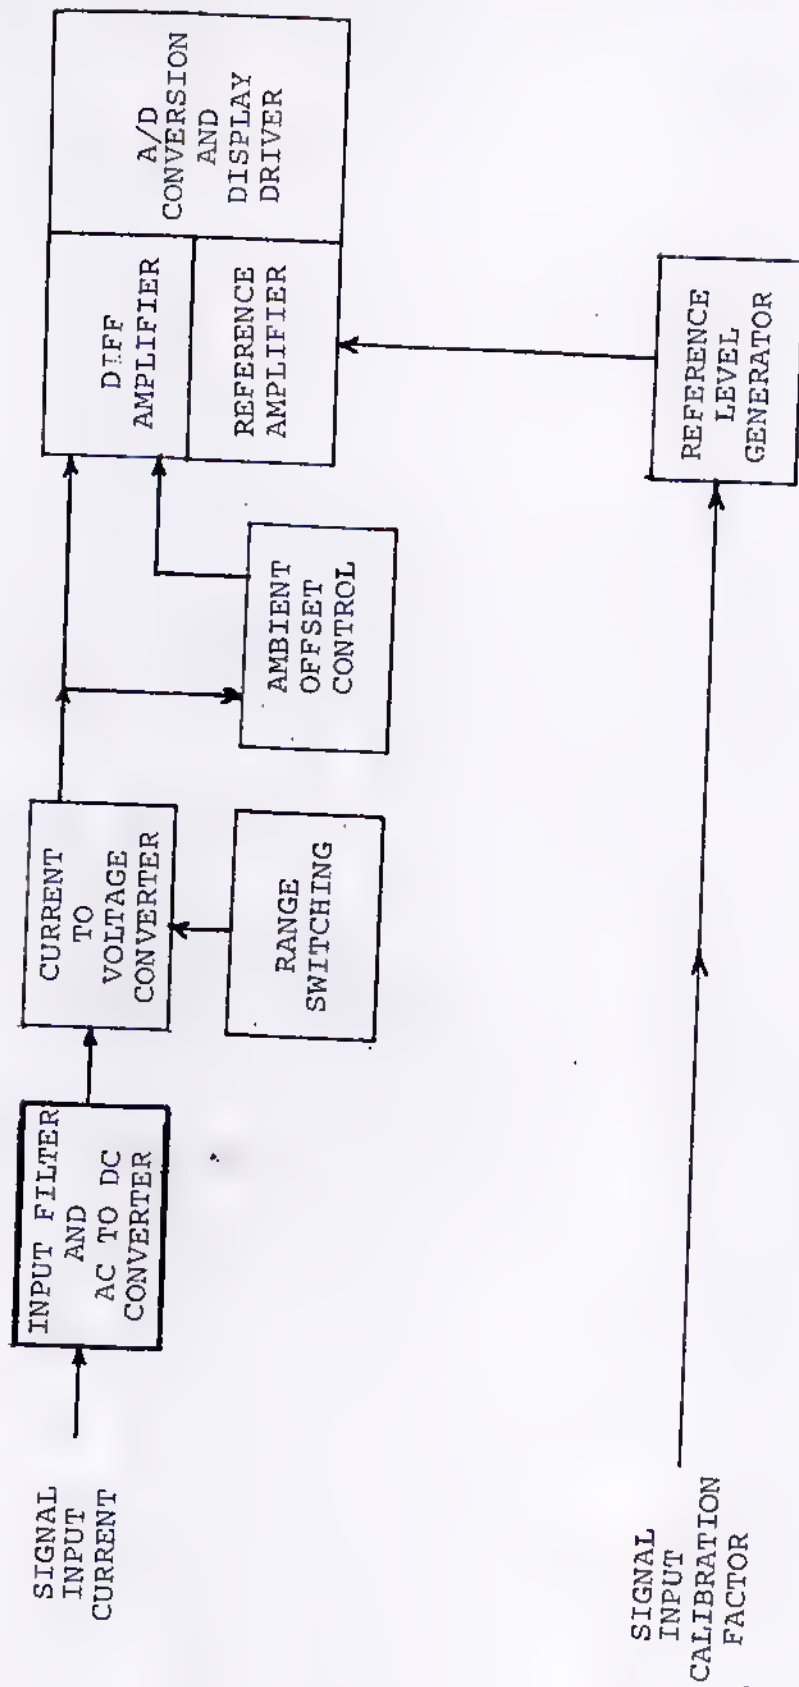 SIGNAL
INPUT
CURRENT
INPUT FILTER
AND
AC TO DC
CONVERTER
CURRENT
TO
VOLTAGE
CONVERTER
RANGE
SWITCHING
AMBIENT
OFFSET
CONTROL
DIFF
AMPLIFIER
REFERENCE
AMPLIFIER
A/D
CONVERSION
AND
DISPLAY
DRIVER
SIGNAL
INPUT
CALIBRATION
FACTOR
REFERENCE
LEVEL
GENERATOR